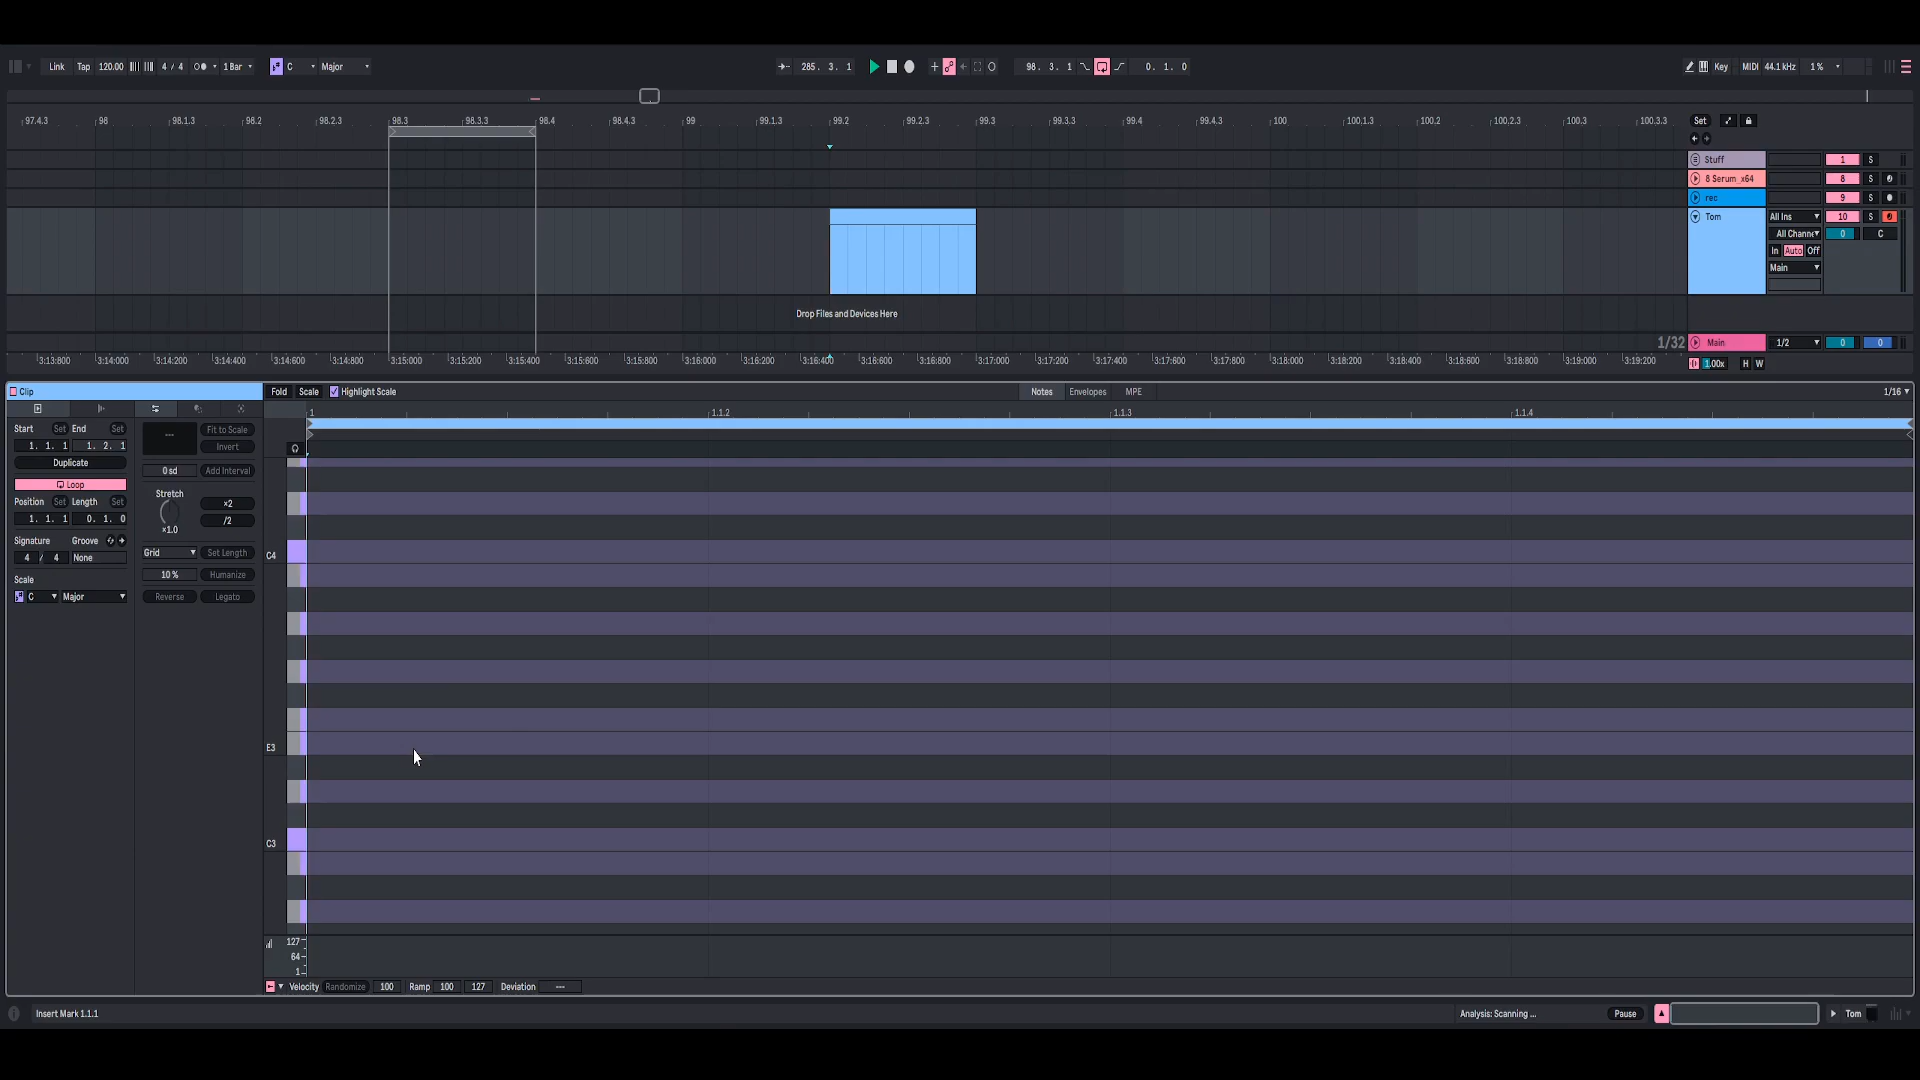 Link Tap 120.00 4 / 4 1 Bar C Major 285. 3. 1 98. 3. 1 0. 1. 0 Key MIDI 44.1 kHz 1 %
97.4.3 98 98.1.3 98.2 98.2.3 98.3 98.3.3 98.4 98.4.3 99 99.1.3 99.2 99.2.3 99.3 99.3.3 99.4 99.4.3 100 100.1.3 100.2 100.2.3 100.3 100.3.3 Set
Stuff 1 S
8 Serum_x64 8 S
rec 9 S
Tom All Ins 10 S
All Channe 0 C
In Auto Off
Main
Drop Files and Devices Here
1/32 Main 1/2 0 0
3:13:800 3:14:000 3:14:200 3:14:400 3:14:600 3:14:800 3:15:000 3:15:200 3:15:400 3:15:600 3:15:800 3:16:000 3:16:200 3:16:400 3:16:600 3:16:800 3:17:000 3:17:200 3:17:400 3:17:600 3:17:800 3:18:000 3:18:200 3:18:400 3:18:600 3:18:800 3:19:000 3:19:200 1.00x H W
Clip Fold Scale Highlight Scale Notes Envelopes MPE 1/16
1 1.1.2 1.1.3 1.1.4
Start Set End Set Fit to Scale
1. 1. 1 1. 2. 1 Invert
Duplicate 0 sd Add Interval
Loop Stretch
Position Set Length Set ×2
1. 1. 1 0. 1. 0 ×1.0 /2
Signature Groove
4 / 4 None Grid Set Length
Scale 10 % Humanize
C Major Reverse Legato
C4
E3
C3
127
64
1
Velocity Randomize 100 Ramp 100 127 Deviation ---
Insert Mark 1.1.1 Analysis: Scanning ... Pause Tom